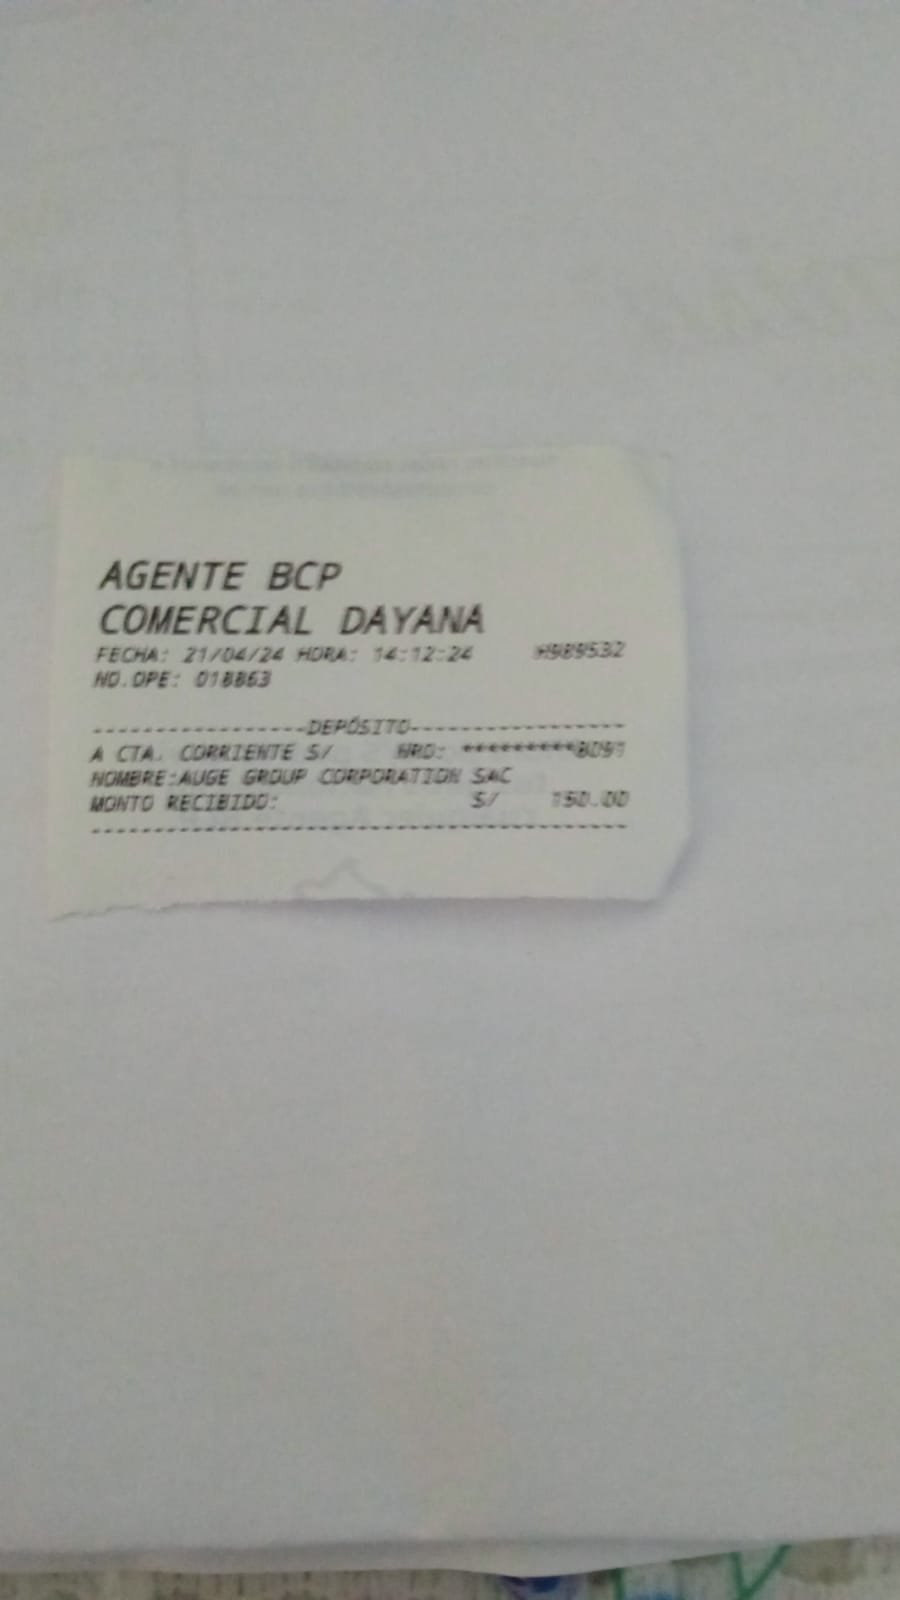 AGENTE BCP
COMERCIAL DAYANA
FECHA: 21/04/24 HORA: 14:12:24 H989532
NO.OPE: 018863
--------------------DEPÓSITO--------------------
A CTA. CORRIENTE S/ NRO: *********8091
NOMBRE:AUGE GROUP CORPORATION SAC
MONTO RECIBIDO: S/ 150.00